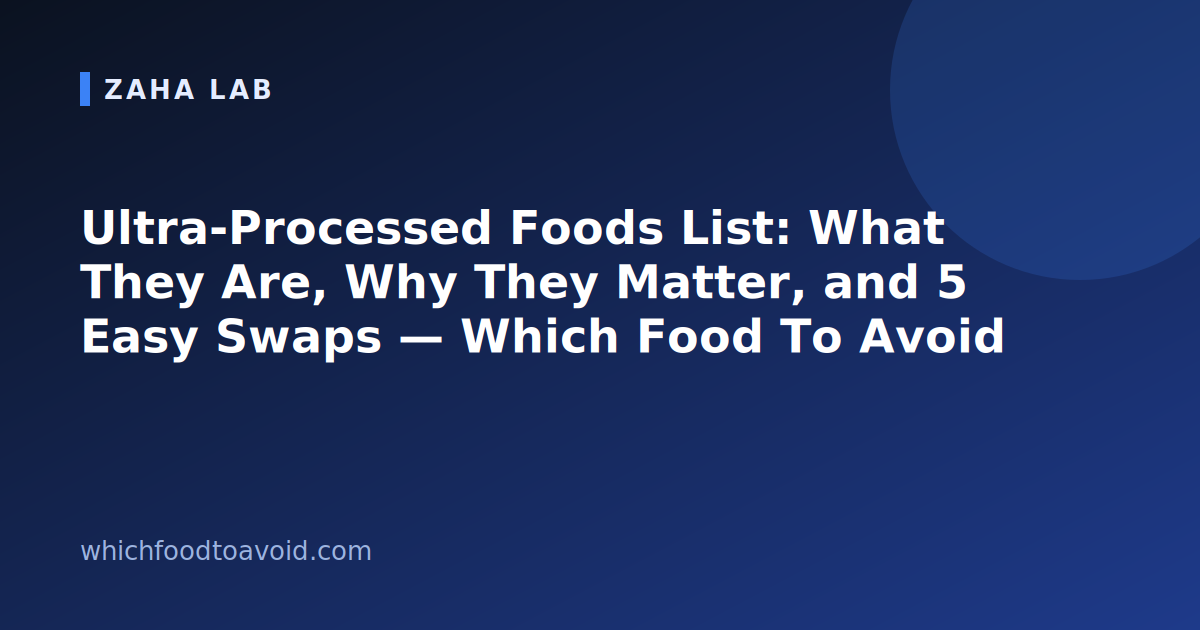 ZAHA LAB
Ultra-Processed Foods List: What
They Are, Why They Matter, and 5
Easy Swaps — Which Food To Avoid
whichfoodtoavoid.com